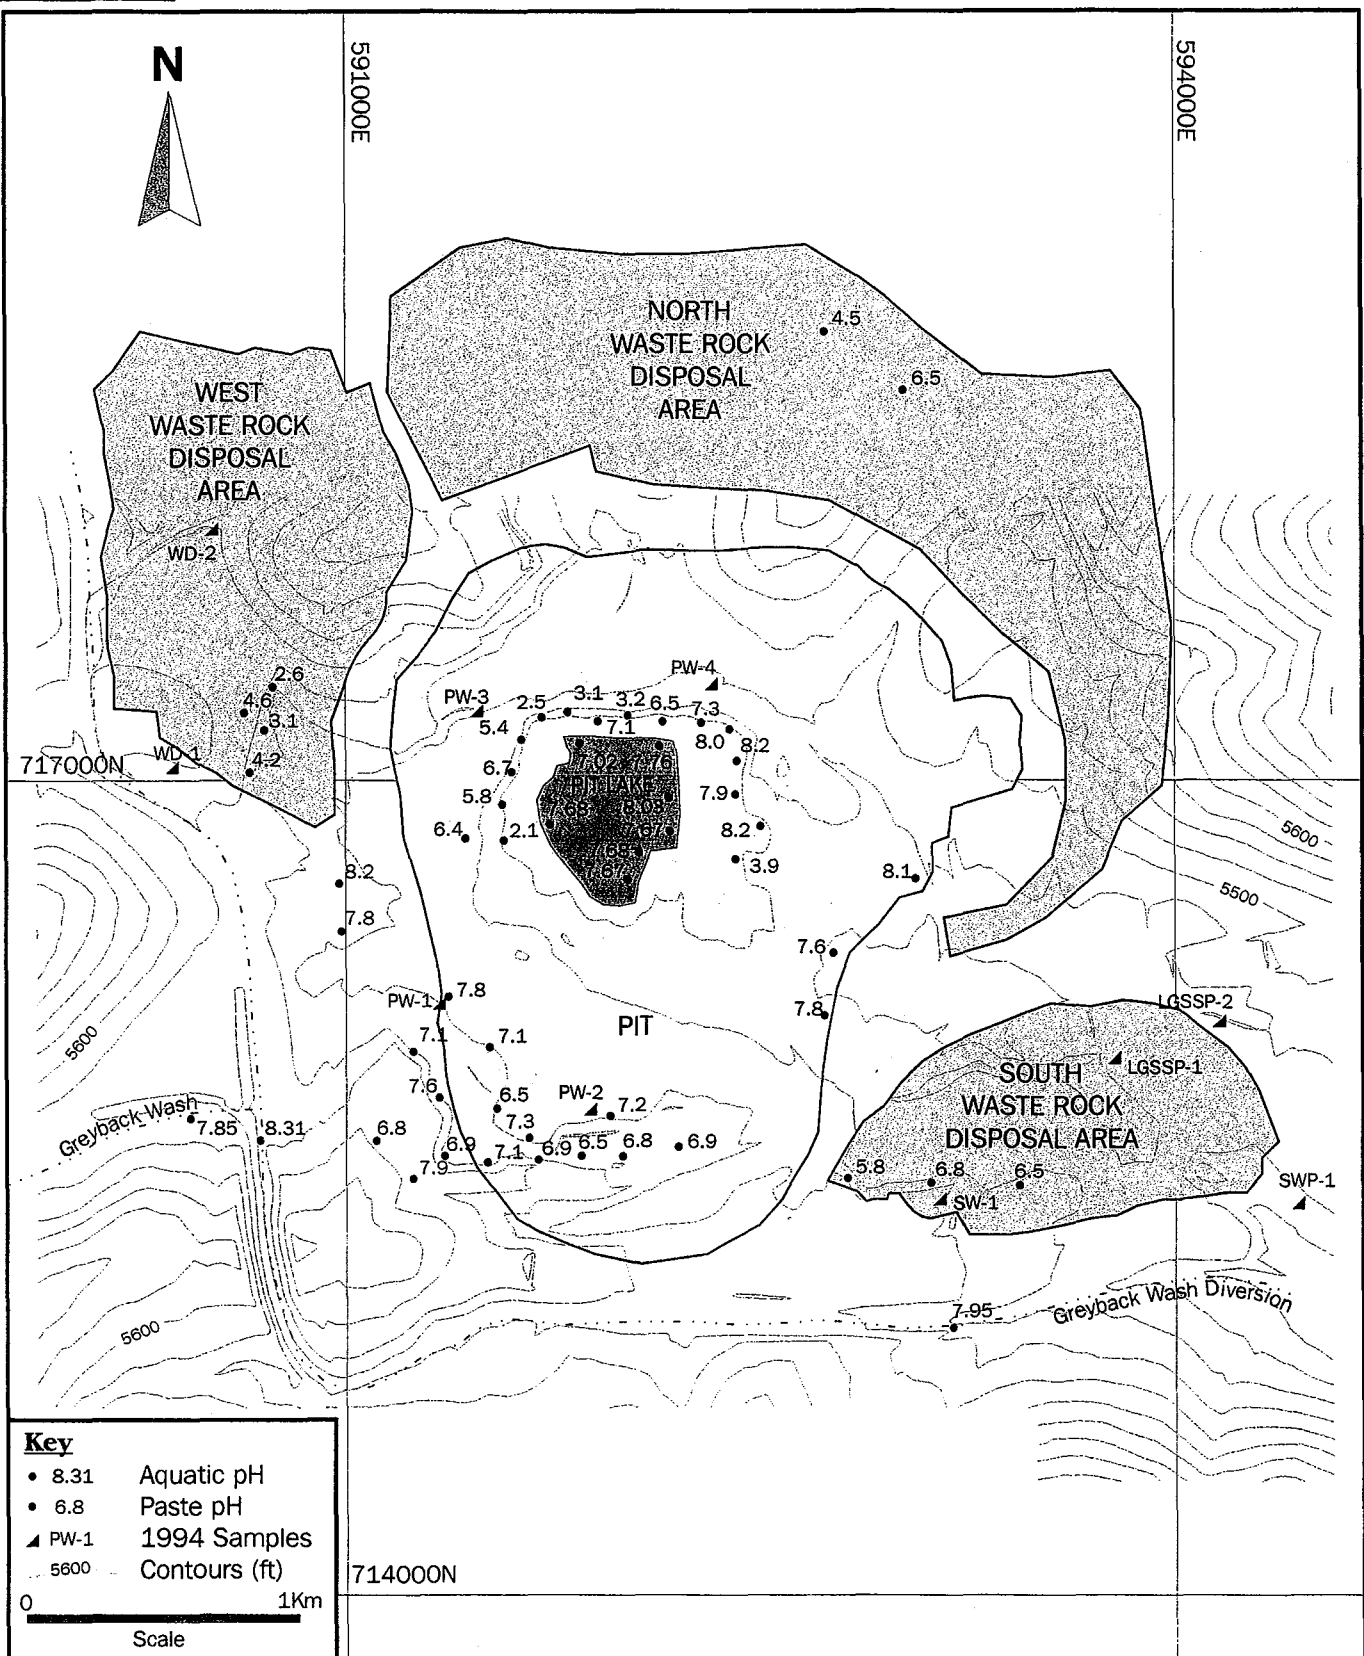 N
591000E
594000E
NORTH
WASTE ROCK
DISPOSAL
AREA
4.5
6.5
WEST
WASTE ROCK
DISPOSAL
AREA
WD-2
2.6
4.6
3.1
4.2
WD-1
717000N
PW-3
PW-4
5.4
2.5
3.1
3.2
6.5
7.3
7.1
8.0
8.2
6.7
5.8
6.4
2.1
7.02
7.76
PIT LAKE
8.08
7.67
7.9
8.2
3.9
8.1
8.2
7.8
7.6
7.8
PW-1
7.8
7.1
7.1
PIT
7.6
6.5
PW-2
7.2
7.3
6.8
6.9
7.1
6.9
6.5
6.8
6.9
7.9
Greyback Wash
7.85
8.31
5600
5500
5600
5600
LGSSP-2
LGSSP-1
SOUTH
WASTE ROCK
DISPOSAL AREA
5.8
6.8
6.5
SW-1
SWP-1
7.95
Greyback Wash Diversion
Key
8.31 Aquatic pH
6.8 Paste pH
PW-1 1994 Samples
5600 Contours (ft)
0 1Km
Scale
714000N